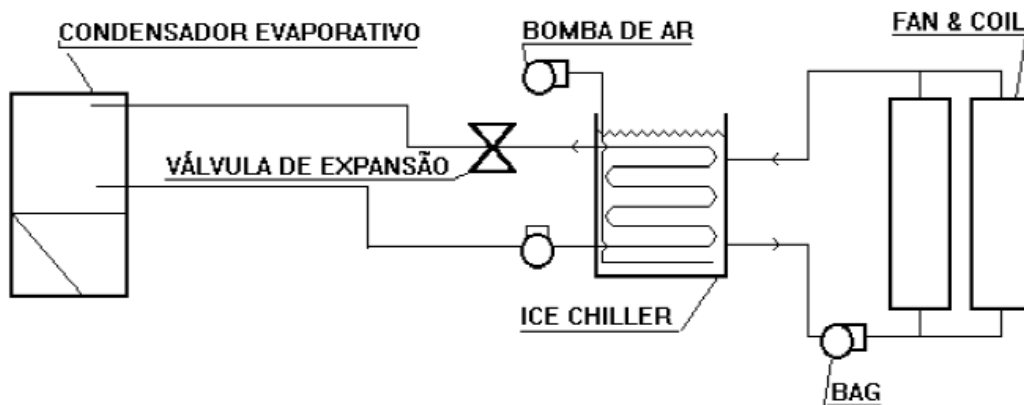 CONDENSADOR EVAPORATIVO
BOMBA DE AR
FAN & COIL
VÁLVULA DE EXPANSÃO
ICE CHILLER
BAG